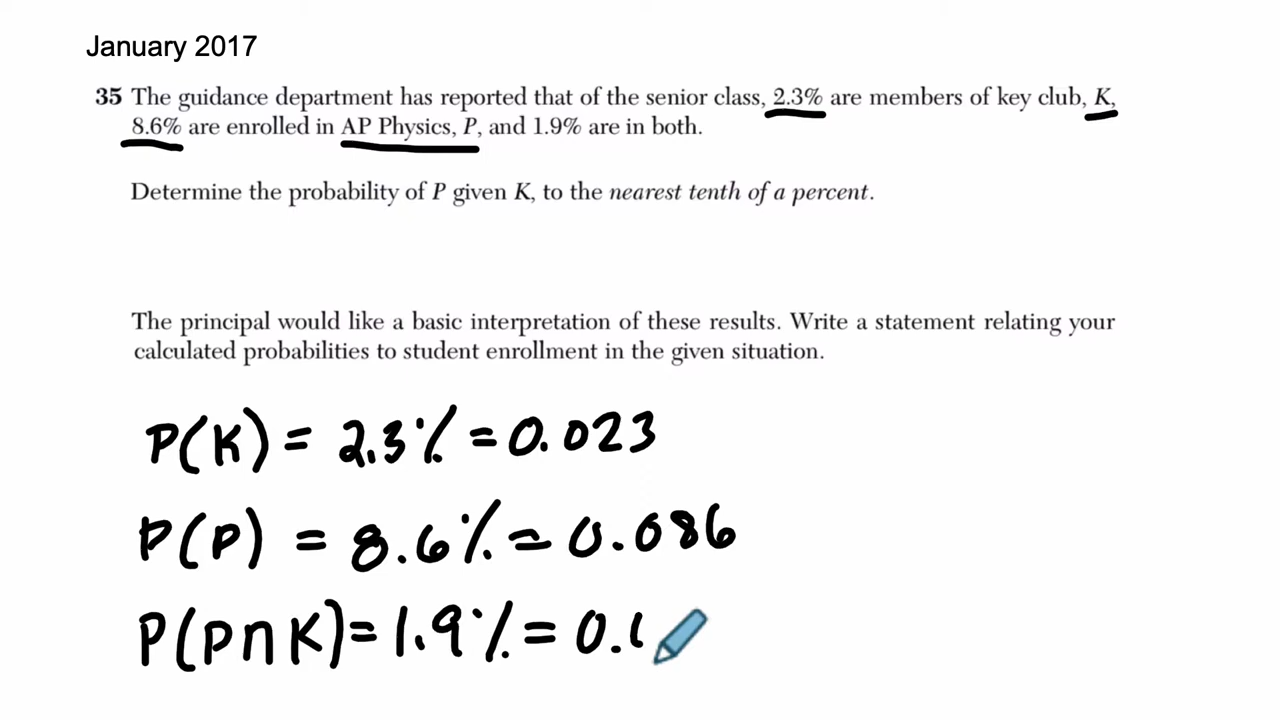 January 2017
35 The guidance department has reported that of the senior class, 2.3% are members of key club, K,
8.6% are enrolled in AP Physics, P, and 1.9% are in both.
Determine the probability of P given K, to the nearest tenth of a percent.
The principal would like a basic interpretation of these results. Write a statement relating your
calculated probabilities to student enrollment in the given situation.
P(K) = 2.3% = 0.023
P(P) = 8.6% = 0.086
P(P∩K) = 1.9% = 0.